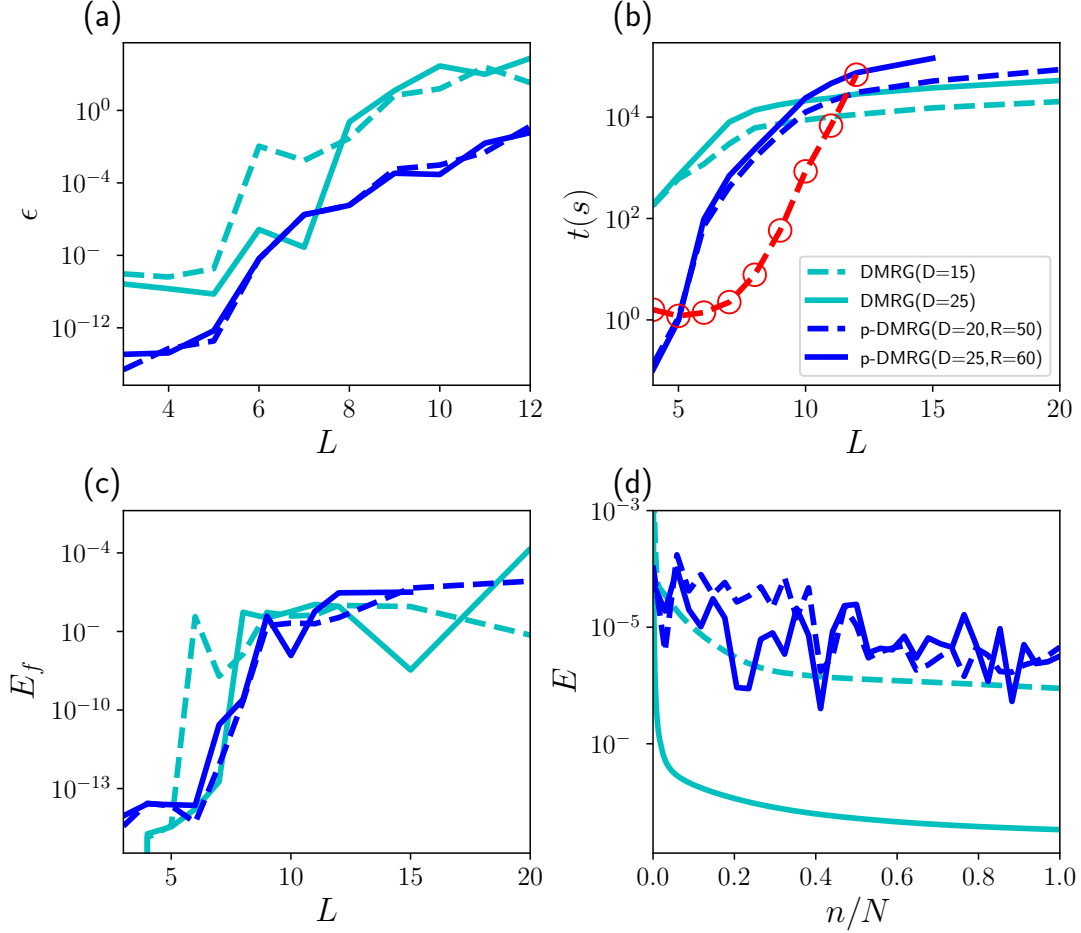 (a)
10^0
10^{-4}
10^{-9}
10^{-12}
ϵ
4
6
8
10
12
L
(b)
10^4
10^2
10^0
t(s)
DMRG(D=15)
DMRG(D=25)
p-DMRG(D=20,R=50)
p-DMRG(D=25,R=60)
5
10
15
20
L
(c)
10^{-4}
10^-
10^{-10}
10^{-13}
E_f
5
10
15
20
L
(d)
10^{-3}
10^{-5}
10^-
E
0.0
0.2
0.4
0.6
0.8
1.0
n/N